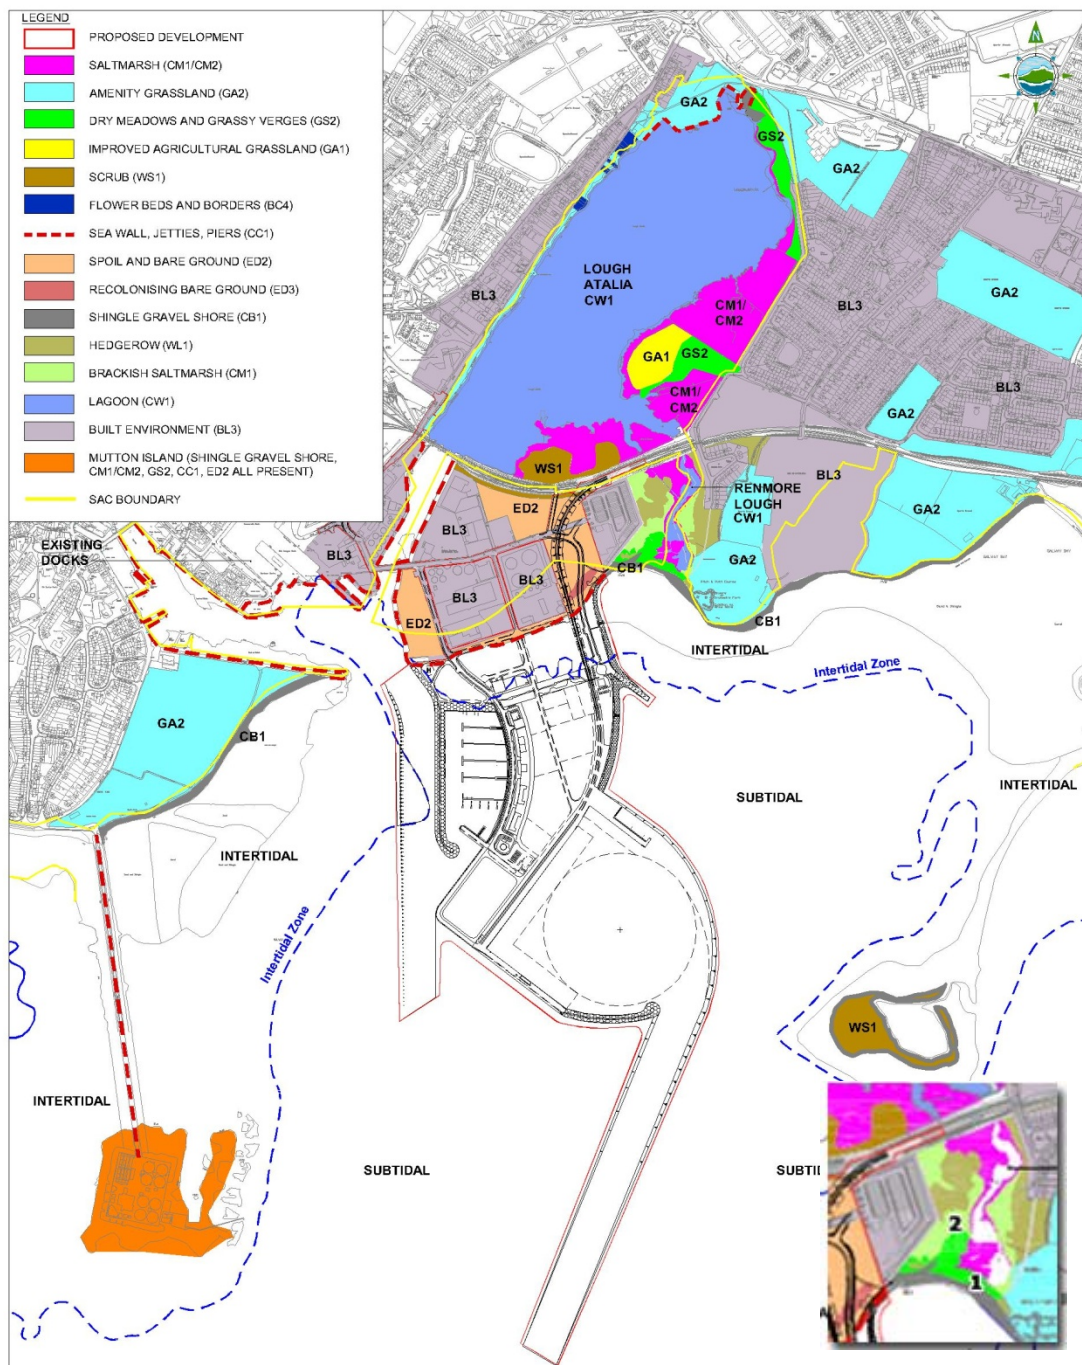 LEGEND
PROPOSED DEVELOPMENT
SALTMARSH (CM1/CM2)
AMENITY GRASSLAND (GA2)
DRY MEADOWS AND GRASSY VERGES (GS2)
IMPROVED AGRICULTURAL GRASSLAND (GA1)
SCRUB (WS1)
FLOWER BEDS AND BORDERS (BC4)
SEA WALL, JETTIES, PIERS (CC1)
SPOIL AND BARE GROUND (ED2)
RECOLONISING BARE GROUND (ED3)
SHINGLE GRAVEL SHORE (CB1)
HEDGEROW (WL1)
BRACKISH SALTMARSH (CM1)
LAGOON (CW1)
BUILT ENVIRONMENT (BL3)
MUTTON ISLAND (SHINGLE GRAVEL SHORE,
CM1/CM2, GS2, CC1, ED2 ALL PRESENT)
SAC BOUNDARY
N
GA2
GS2
GA2
LOUGH
ATALIA
CW1
BL3
CM1/
CM2
BL3
GA2
GA1
GS2
CM1/
CM2
BL3
GA2
WS1
BL3
RENMORE
LOUGH
CW1
GA2
ED2
BL3
EXISTING
DOCKS
BL3
CB1
GA2
BL3
BL3
ED2
CB1
INTERTIDAL
Intertidal Zone
GA2
CB1
SUBTIDAL
INTERTIDAL
INTERTIDAL
Intertidal Zone
WS1
INTERTIDAL
SUBTIDAL
SUBTI
2
1